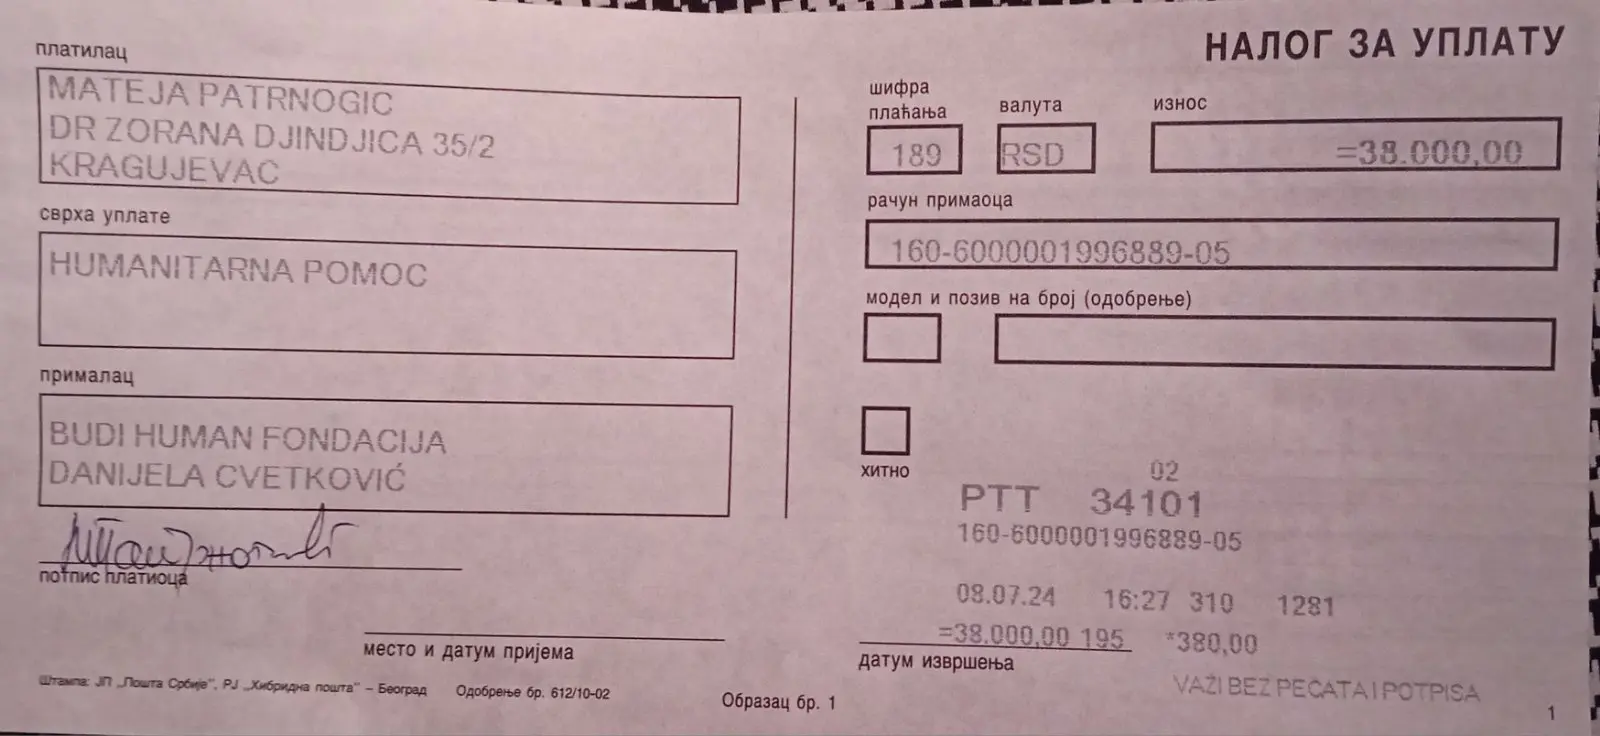 НАЛОГ ЗА УПЛАТУ
платилац
MATEJA PATRNOGIC
DR ZORANA DJINDJICA 35/2
KRAGUJEVAC
сврха уплате
HUMANITARNA POMOC
прималац
BUDI HUMAN FONDACIJA
DANIJELA CVETKOVIĆ
потпис платиоца
место и датум пријема
Штампа: ЈП „Пошта Србије", РЈ „Хибридна пошта" – Београд Одобрење бр. 612/10-02
Образац бр. 1
шифра
плаћања
валута
износ
189
RSD
=38.000,00
рачун примаоца
160-6000001996889-05
модел и позив на број (одобрење)
хитно
02
PTT 34101
160-6000001996889-05
08.07.24 16:27 310 1281
=38.000,00 195 *380,00
датум извршења
VAZI BEZ PECATA I POTPISA
1